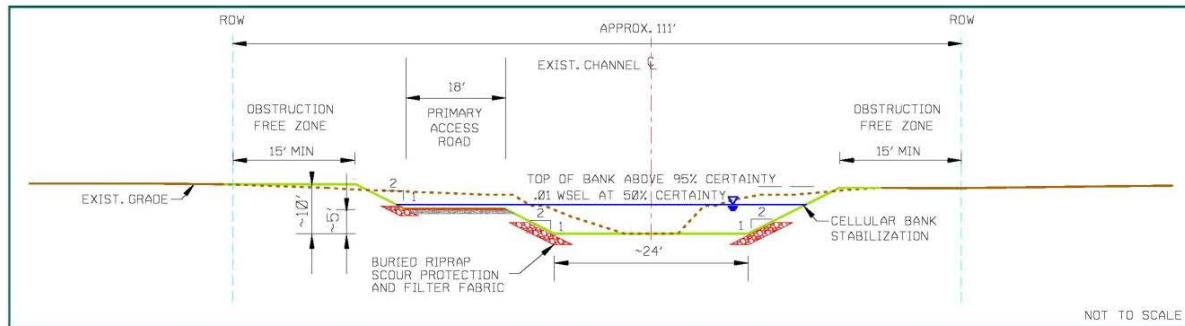 ROW
ROW
APPROX. 111'
EXIST. CHANNEL ℄
18'
PRIMARY
ACCESS
ROAD
OBSTRUCTION
FREE ZONE
15' MIN
OBSTRUCTION
FREE ZONE
15' MIN
TOP OF BANK ABOVE 95% CERTAINTY
.01 WSEL AT 50% CERTAINTY
EXIST. GRADE
2
1
2
1
2
1
~10'
~5'
CELLULAR BANK
STABILIZATION
~24'
BURIED RIPRAP
SCOUR PROTECTION
AND FILTER FABRIC
NOT TO SCALE